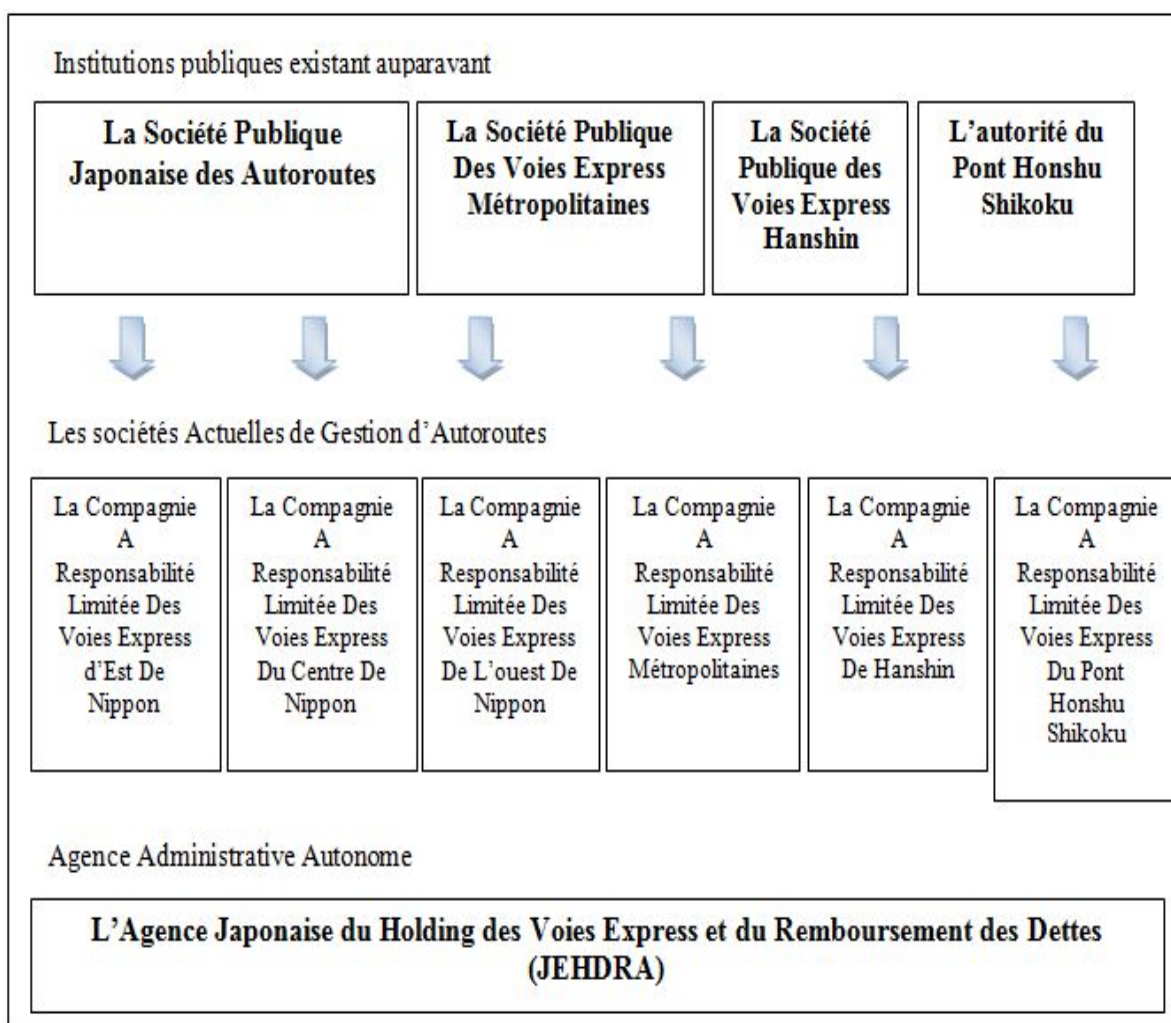 Institutions publiques existant auparavant
La Société Publique
Japonaise des Autoroutes
La Société Publique
Des Voies Express
Métropolitaines
La Société
Publique des
Voies Express
Hanshin
L'autorité du
Pont Honshu
Shikoku
Les sociétés Actuelles de Gestion d'Autoroutes
La Compagnie
A
Responsabilité
Limitée Des
Voies Express
d'Est De
Nippon
La Compagnie
A
Responsabilité
Limitée Des
Voies Express
Du Centre De
Nippon
La Compagnie
A
Responsabilité
Limitée Des
Voies Express
De L'ouest De
Nippon
La Compagnie
A
Responsabilité
Limitée Des
Voies Express
Métropolitaines
La Compagnie
A
Responsabilité
Limitée Des
Voies Express
De Hanshin
La Compagnie
A
Responsabilité
Limitée Des
Voies Express
Du Pont
Honshu
Shikoku
Agence Administrative Autonome
L'Agence Japonaise du Holding des Voies Express et du Remboursement des Dettes
(JEHDRA)